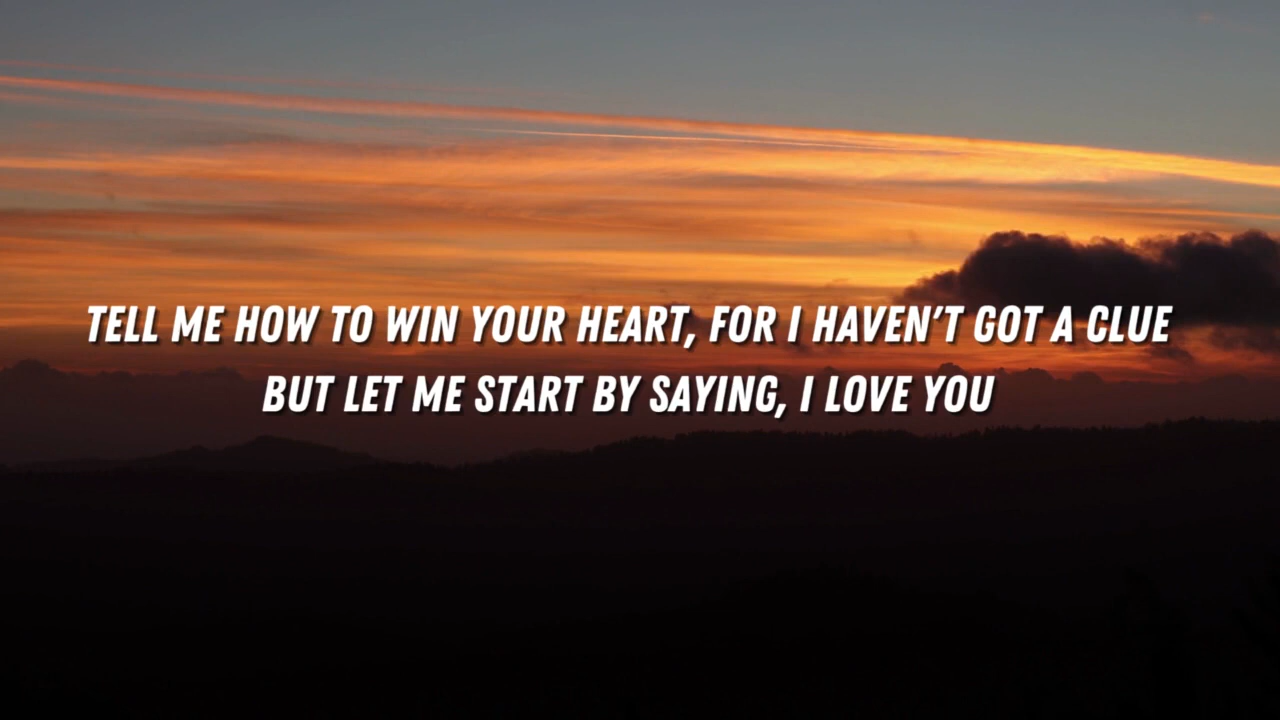 TELL ME HOW TO WIN YOUR HEART, FOR I HAVEN'T GOT A CLUE
BUT LET ME START BY SAYING, I LOVE YOU